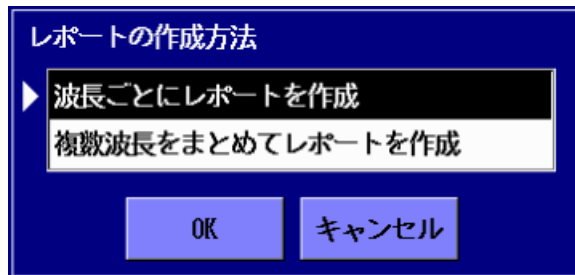 レポートの作成方法
波長ごとにレポートを作成
複数波長をまとめてレポートを作成
OK
キャンセル